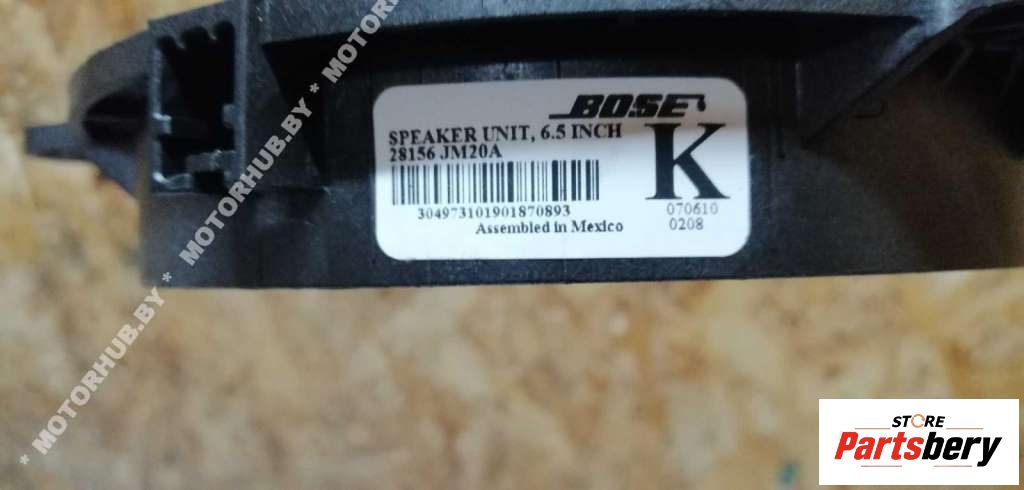 BOSE
SPEAKER UNIT, 6.5 INCH
28156 JM20A
K
304973101901870893
070610
Assembled in Mexico
0208
* MOTORHUB.BY * MOTORHUB.BY * MOTORHUB.BY
STORE
Partsbery